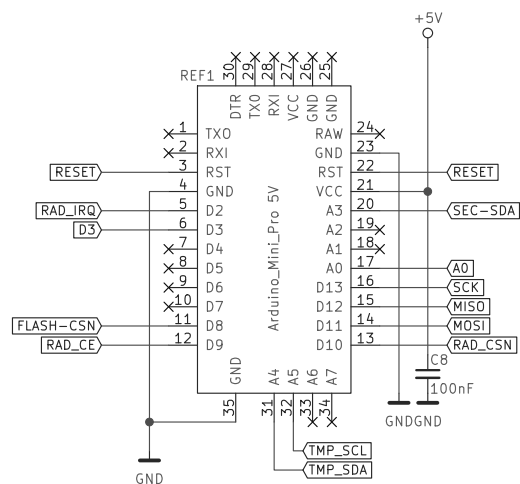 +5V
REF1
30 29 28 27 26 25
DTR TXO RXI VCC GND GND
1 TXO RAW 24
2 RXI GND 23
RESET 3 RST RST 22 RESET
4 GND VCC 21
RAD_IRQ 5 D2 A3 20 SEC-SDA
D3 6 D3 A2 19
7 D4 A1 18
8 D5 A0 17 A0
9 D6 D13 16 SCK
10 D7 D12 15 MISO
FLASH-CSN 11 D8 D11 14 MOSI
RAD_CE 12 D9 D10 13 RAD_CSN
Arduino_Mini_Pro 5V
C8
100nF
GND A4 A5 A6 A7
35 31 32 33 34
GND GND
TMP_SCL
GND
TMP_SDA